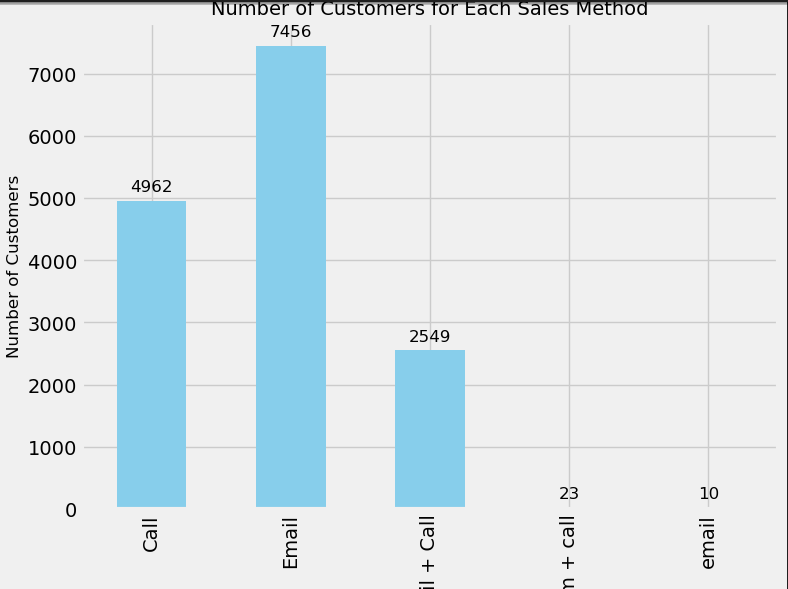 Number of Customers for Each Sales Method
7456
7000
6000
5000
4962
4000
3000
2549
2000
1000
23
10
0
Number of Customers
Call
Email
il + Call
m + call
email